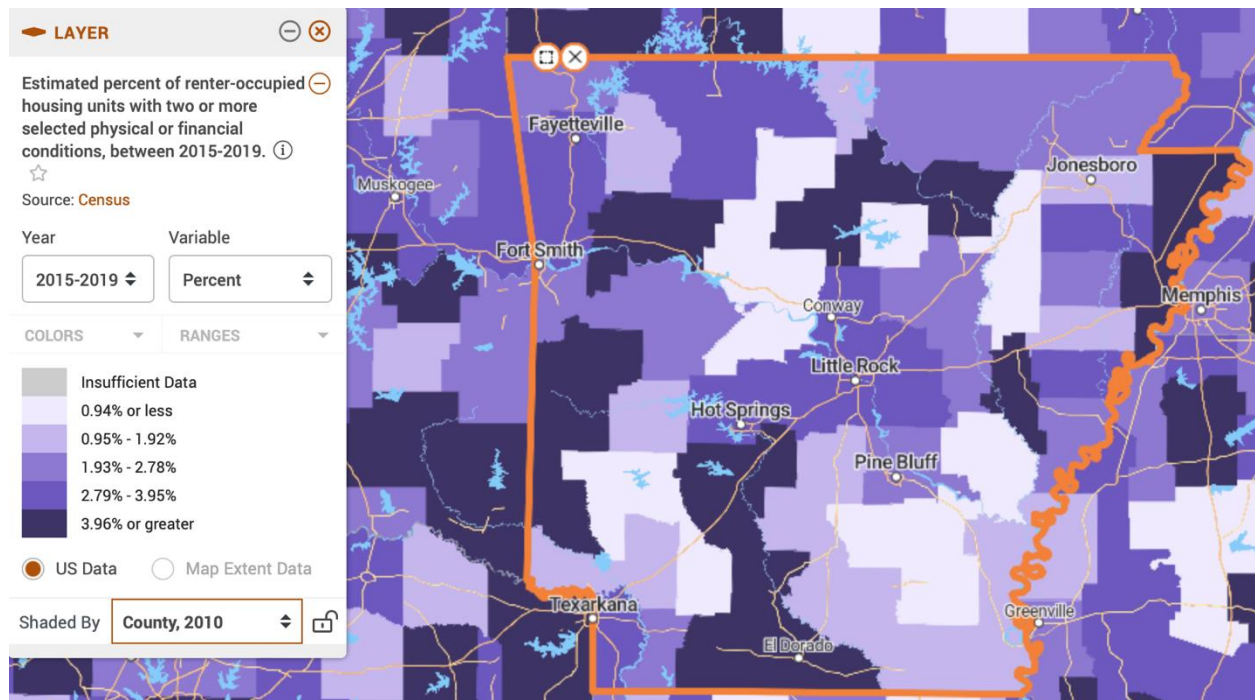 LAYER
Estimated percent of renter-occupied
housing units with two or more
selected physical or financial
conditions, between 2015-2019.
Source: Census
Year
Variable
2015-2019
Percent
COLORS
RANGES
Insufficient Data
0.94% or less
0.95% - 1.92%
1.93% - 2.78%
2.79% - 3.95%
3.96% or greater
US Data
Map Extent Data
Shaded By
County, 2010
Fayetteville
Jonesboro
Muskogee
Fort Smith
Memphis
Conway
Little Rock
Hot Springs
Pine Bluff
Texarkana
Greenville
El Dorado